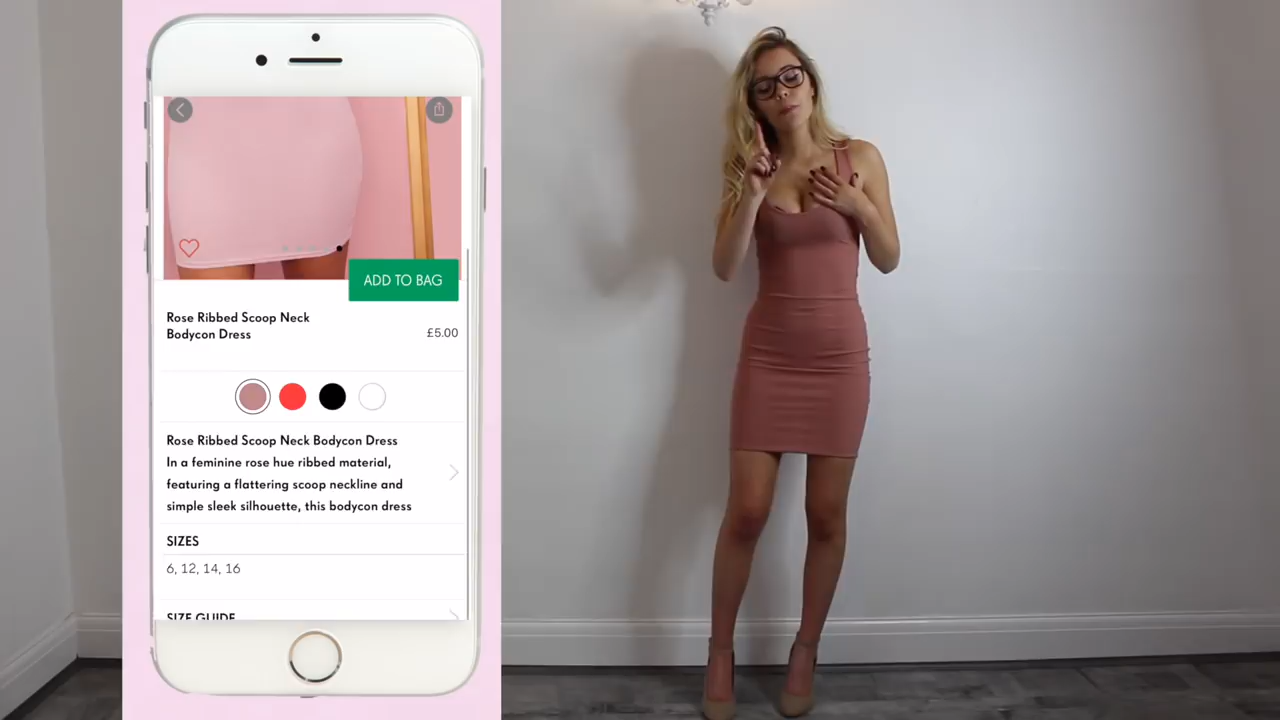 ADD TO BAG
Rose Ribbed Scoop Neck
Bodycon Dress
£5.00
Rose Ribbed Scoop Neck Bodycon Dress
In a feminine rose hue ribbed material,
featuring a flattering scoop neckline and
simple sleek silhouette, this bodycon dress
SIZES
6, 12, 14, 16
SIZE GUIDE